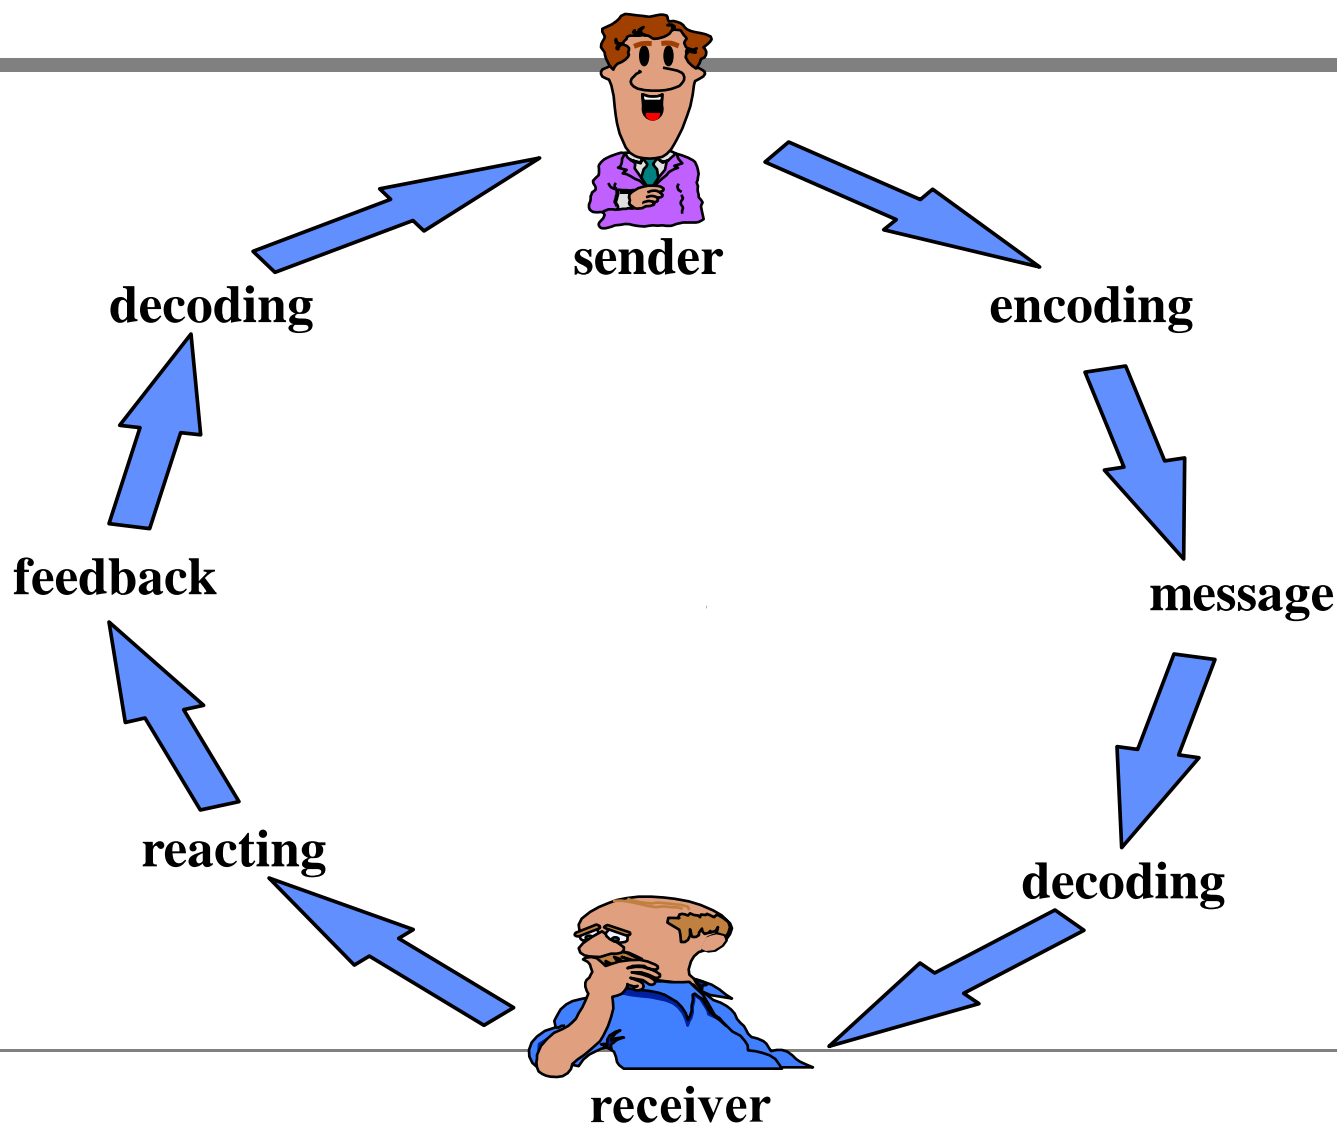 sender
decoding
encoding
feedback
message
reacting
decoding
receiver